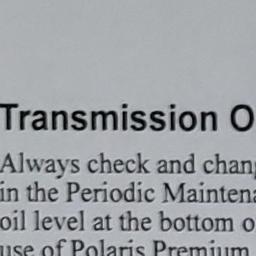 Transmission O
Always check and chang
in the Periodic Maintena
oil level at the bottom o
use of Polaris Premium